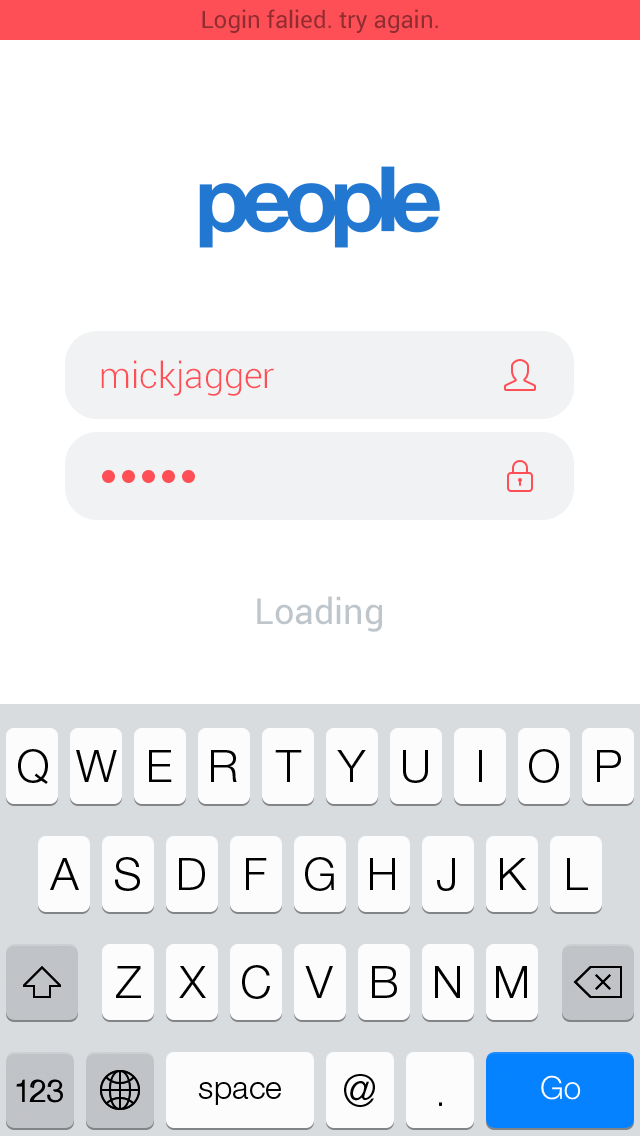 Login falied. try again.
people
mickjagger
Loading
Q W E R T Y U I O P
A S D F G H J K L
Z X C V B N M
123 space @ . Go